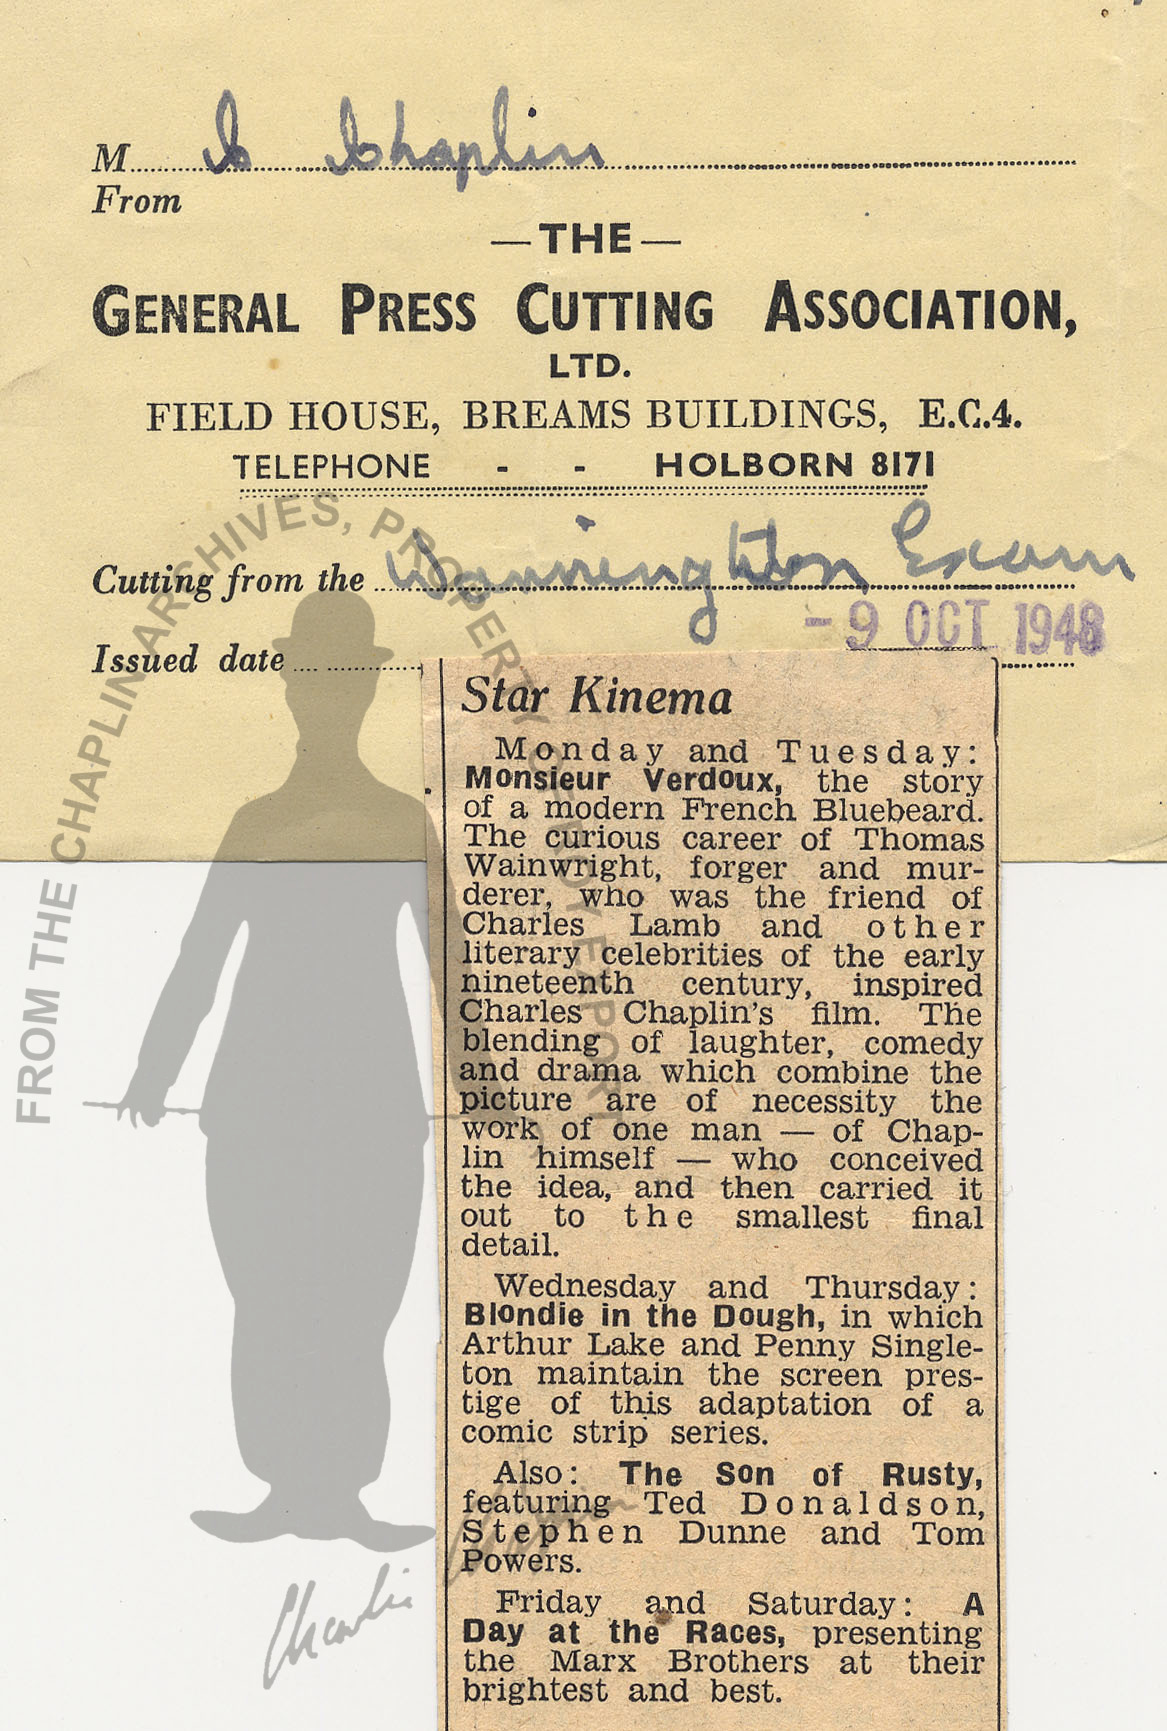 M C Chaplin
From
— THE —
GENERAL PRESS CUTTING ASSOCIATION,
LTD.
FIELD HOUSE, BREAMS BUILDINGS, E.C.4.
TELEPHONE - - HOLBORN 8171
Cutting from the Warrington Exam
-9 OCT 1948
Issued date
Star Kinema
Monday and Tuesday:
Monsieur Verdoux, the story
of a modern French Bluebeard.
The curious career of Thomas
Wainwright, forger and mur-
derer, who was the friend of
Charles Lamb and other
literary celebrities of the early
nineteenth century, inspired
Charles Chaplin's film. The
blending of laughter, comedy
and drama which combine the
picture are of necessity the
work of one man — of Chap-
lin himself — who conceived
the idea, and then carried it
out to the smallest final
detail.
Wednesday and Thursday:
Blondie in the Dough, in which
Arthur Lake and Penny Single-
ton maintain the screen pres-
tige of this adaptation of a
comic strip series.
Also: The Son of Rusty,
featuring Ted Donaldson,
Stephen Dunne and Tom
Powers.
Friday and Saturday: A
Day at the Races, presenting
the Marx Brothers at their
brightest and best.
FROM THE CHAPLIN ARCHIVES, PROPERTY OF ROY EXPORT
Charlie Chaplin